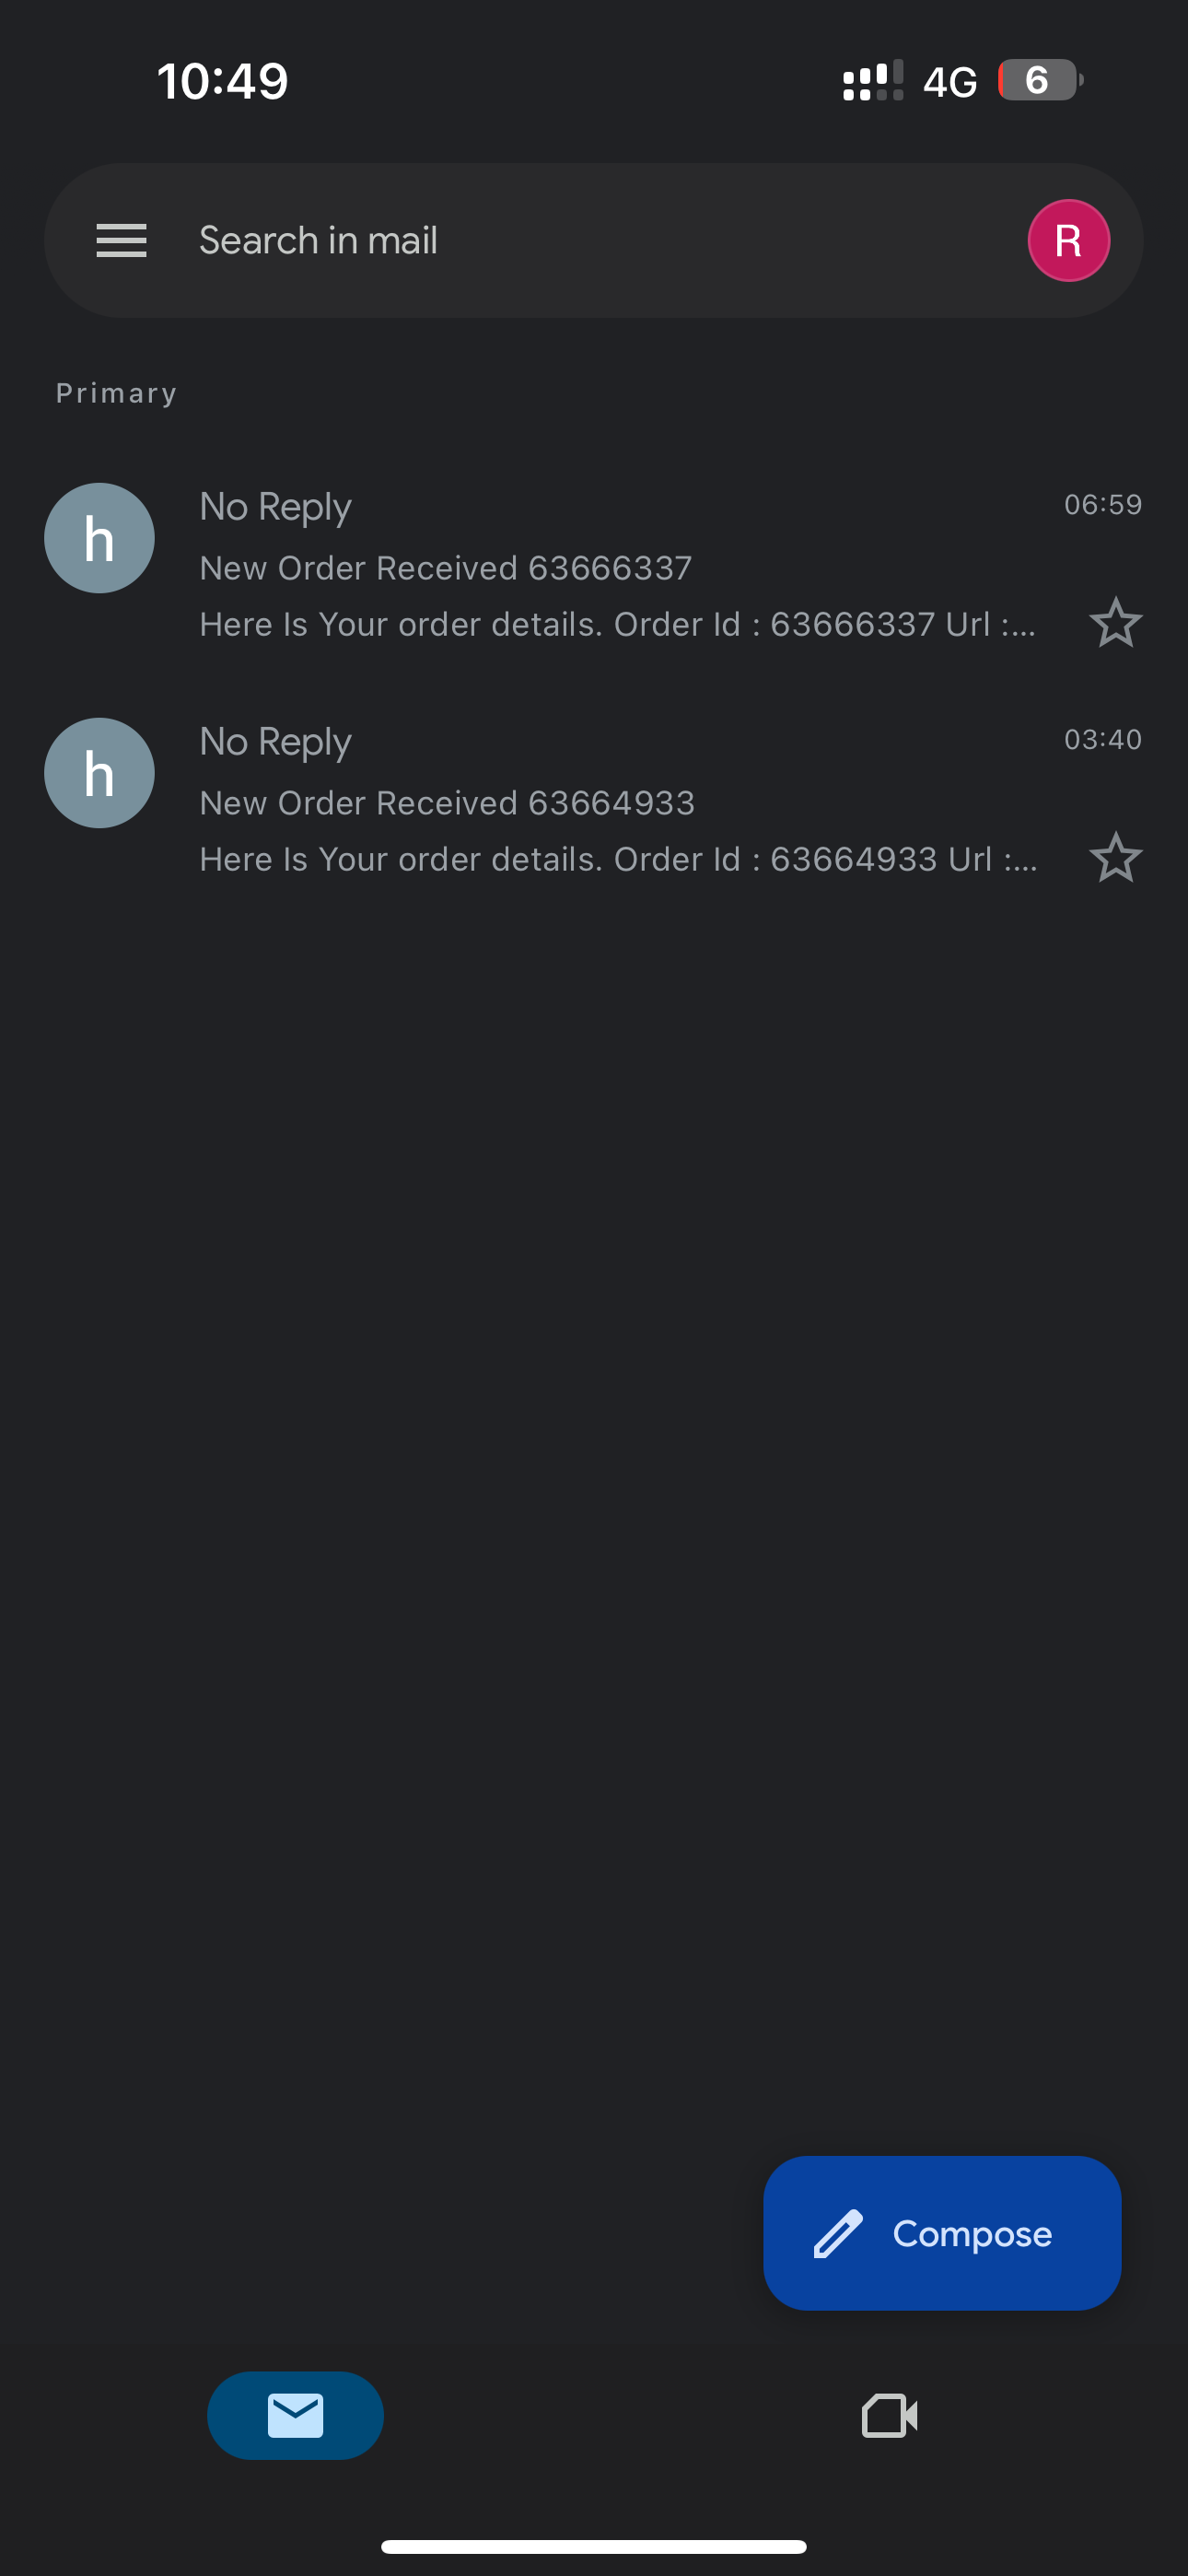 10:49 4G 6
Search in mail R
Primary
h No Reply 06:59
New Order Received 63666337
Here Is Your order details. Order Id : 63666337 Url :...
h No Reply 03:40
New Order Received 63664933
Here Is Your order details. Order Id : 63664933 Url :...
Compose